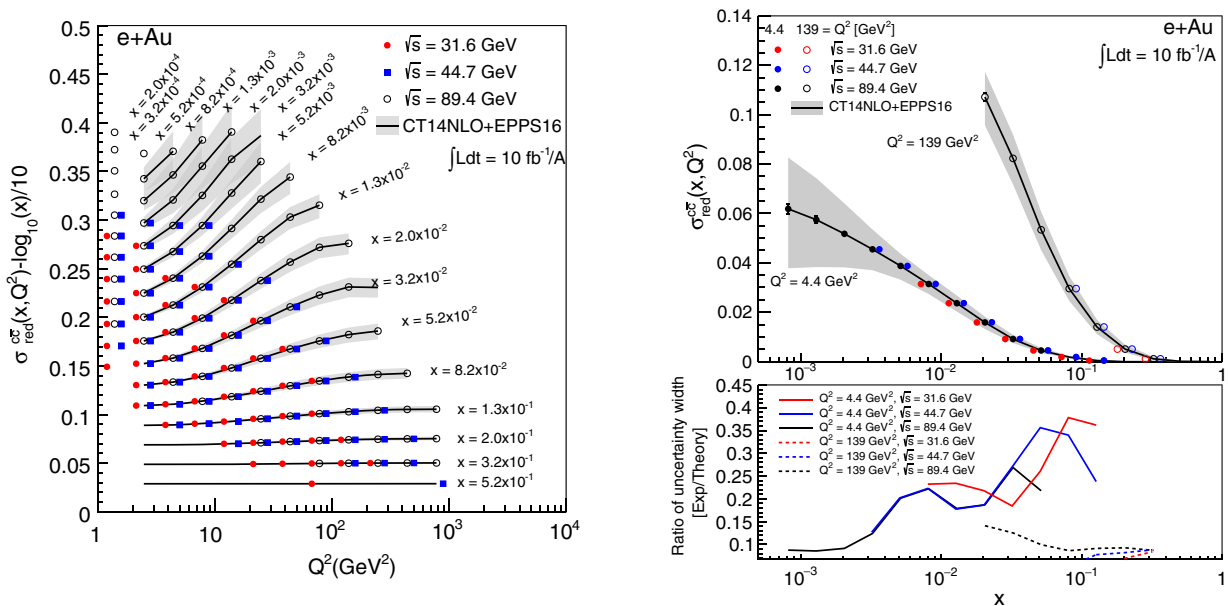 e+Au
√s = 31.6 GeV
√s = 44.7 GeV
√s = 89.4 GeV
CT14NLO+EPPS16
∫Ldt = 10 fb⁻¹/A
x = 2.0x10⁻⁴
x = 3.2x10⁻⁴
x = 5.2x10⁻⁴
x = 8.2x10⁻⁴
x = 1.3x10⁻³
x = 2.0x10⁻³
x = 3.2x10⁻³
x = 5.2x10⁻³
x = 8.2x10⁻³
x = 1.3x10⁻²
x = 2.0x10⁻²
x = 3.2x10⁻²
x = 5.2x10⁻²
x = 8.2x10⁻²
x = 1.3x10⁻¹
x = 2.0x10⁻¹
x = 3.2x10⁻¹
x = 5.2x10⁻¹
0.5
0.45
0.4
0.35
0.3
0.25
0.2
0.15
0.1
0.05
0
σ^{cc̄}_{red}(x,Q²)-log₁₀(x)/10
1 10 10² 10³ 10⁴
Q²(GeV²)
e+Au
4.4 139 = Q² [GeV²]
√s = 31.6 GeV
√s = 44.7 GeV
√s = 89.4 GeV
CT14NLO+EPPS16
∫Ldt = 10 fb⁻¹/A
Q² = 139 GeV²
Q² = 4.4 GeV²
0.14
0.12
0.1
0.08
0.06
0.04
0.02
0
σ^{cc̄}_{red}(x,Q²)
10⁻³ 10⁻² 10⁻¹ 1
Q² = 4.4 GeV², √s = 31.6 GeV
Q² = 4.4 GeV², √s = 44.7 GeV
Q² = 4.4 GeV², √s = 89.4 GeV
Q² = 139 GeV², √s = 31.6 GeV
Q² = 139 GeV², √s = 44.7 GeV
Q² = 139 GeV², √s = 89.4 GeV
0.45
0.4
0.35
0.3
0.25
0.2
0.15
0.1
Ratio of uncertainty width
[Exp/Theory]
10⁻³ 10⁻² 10⁻¹ 1
x